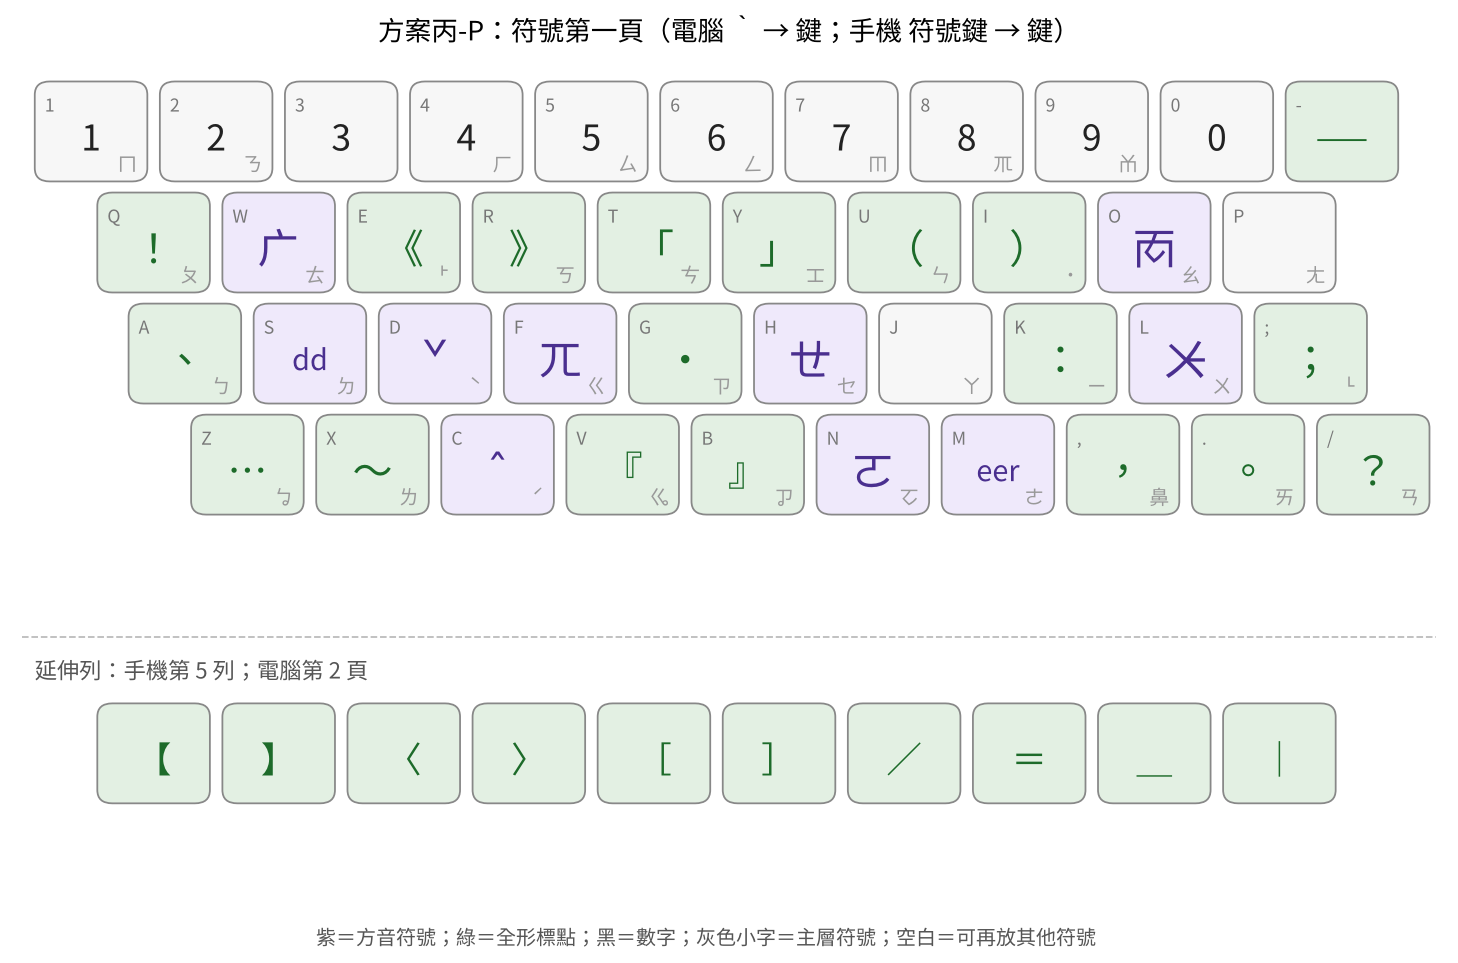 方案丙-P：符號第一頁（電腦 ` → 鍵；手機 符號鍵 → 鍵）
1 1 ㄇ 2 2 ㄋ 3 3 4 4 ㄏ 5 5 ㄙ 6 6 ㄥ 7 7 ㆭ 8 8 ㄫ 9 9 0 0 - —
Q ！ ㄆ W 广 ㄊ E 《 ㆐ R 》 ㄎ T 「 ㄘ Y 」 ㆲ U （ ㄣ I ） · O ㄠ P ㄤ
A 、 ㄅ S dd ㄉ D ˇ ˋ F 兀 ㄍ G · ㄗ H ㄝ ㄝ J ㄚ K ： ㄧ L ㄨ ; ；
Z … ㆠ X ～ ㄌ C ˆ ˊ V 『 ㆣ B 』 ㆡ N ㄛ ㄛ M eer ㄜ , ， 鼻 . 。 ㄞ / ？ ㄢ
延伸列：手機第 5 列；電腦第 2 頁
【 】 〈 〉 ［ ］ ／ ＝ ＿ ｜
紫＝方音符號；綠＝全形標點；黑＝數字；灰色小字＝主層符號；空白＝可再放其他符號